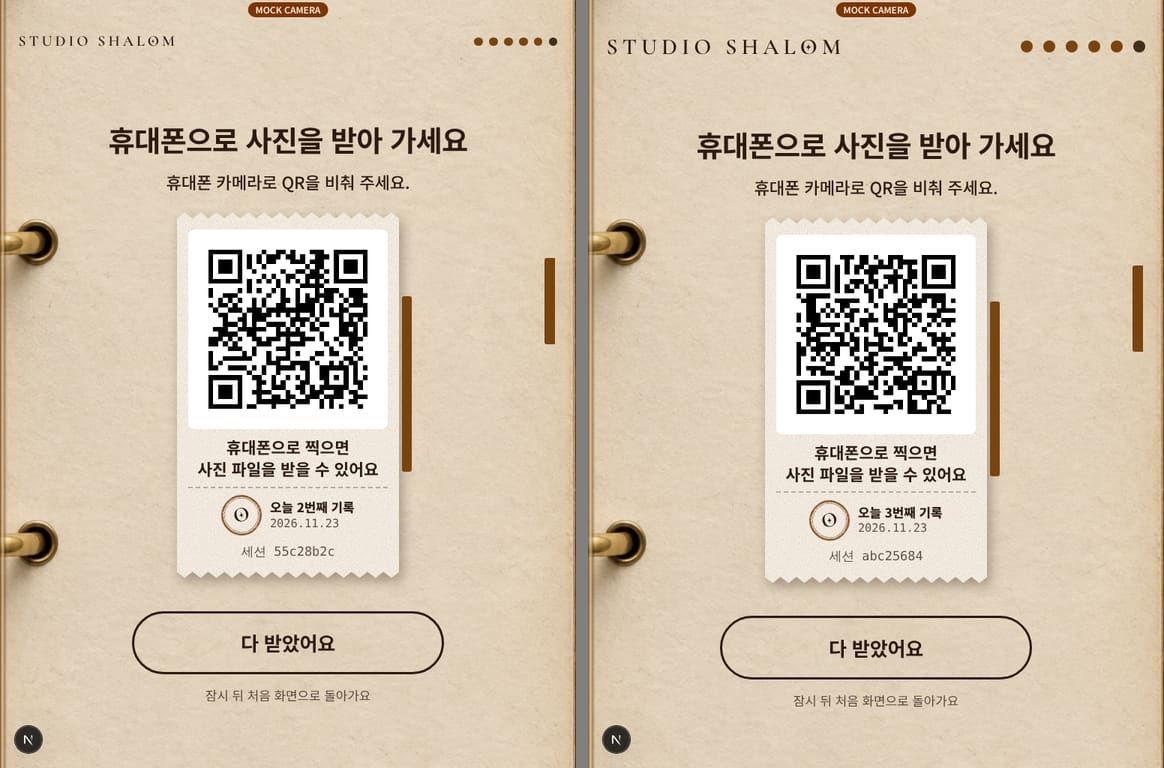 MOCK CAMERA
STUDIO SHALOM
휴대폰으로 사진을 받아 가세요
휴대폰 카메라로 QR을 비춰 주세요.
휴대폰으로 찍으면
사진 파일을 받을 수 있어요
O
오늘 2번째 기록
2026.11.23
세션 55c28b2c
다 받았어요
잠시 뒤 처음 화면으로 돌아가요
N
MOCK CAMERA
STUDIO SHALOM
휴대폰으로 사진을 받아 가세요
휴대폰 카메라로 QR을 비춰 주세요.
휴대폰으로 찍으면
사진 파일을 받을 수 있어요
O
오늘 3번째 기록
2026.11.23
세션 abc25684
다 받았어요
잠시 뒤 처음 화면으로 돌아가요
N